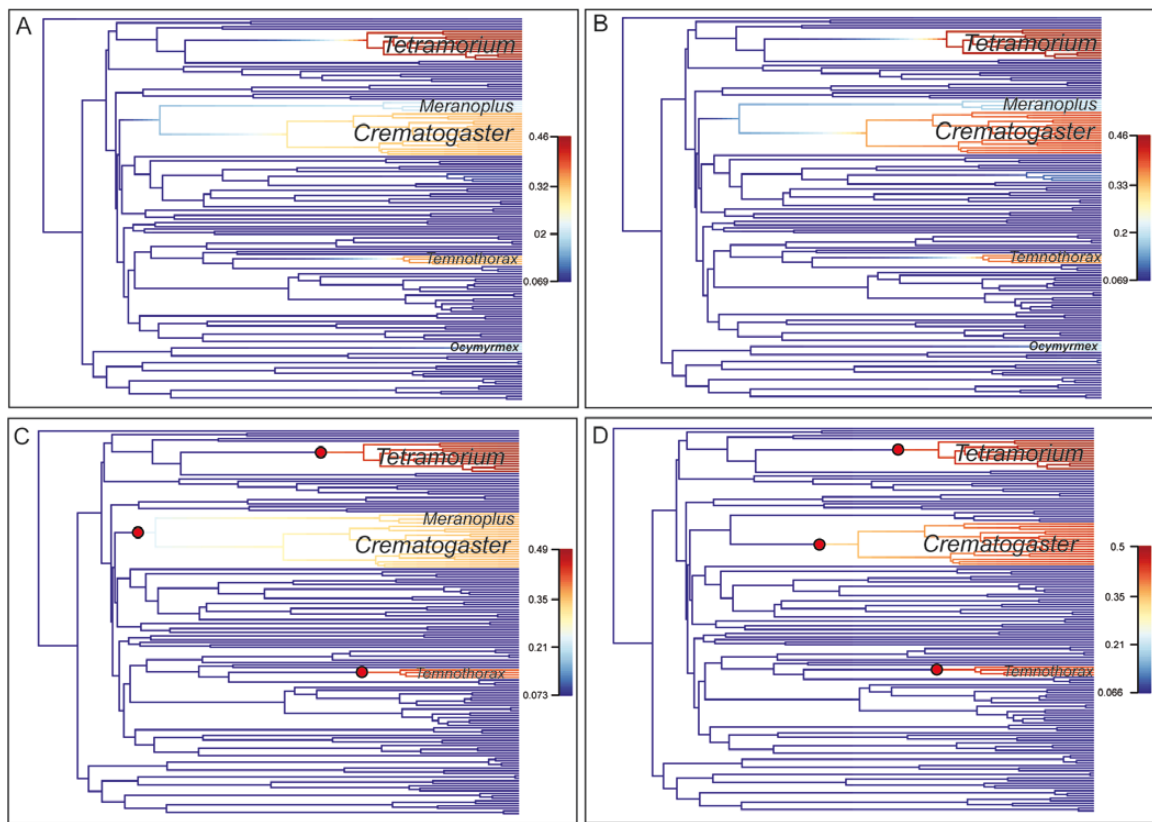 A
Tetramorium
Meranoplus
Crematogaster
0.46
0.32
02
0.069
Temnothorax
Ocymyrmex
B
Tetramorium
Meranoplus
Crematogaster
0.46
0.33
0.2
0.069
Temnothorax
Ocymyrmex
C
Tetramorium
Meranoplus
Crematogaster
0.49
0.35
0.21
0.073
Temnothorax
D
Tetramorium
Crematogaster
0.5
0.35
0.21
0.066
Temnothorax